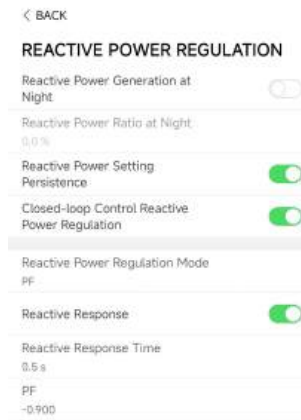 < BACK
REACTIVE POWER REGULATION
Reactive Power Generation at
Night
Reactive Power Ratio at Night
0.0 %
Reactive Power Setting
Persistence
Closed-loop Control Reactive
Power Regulation
Reactive Power Regulation Mode
PF
Reactive Response
Reactive Response Time
0.5 s
PF
-0.900